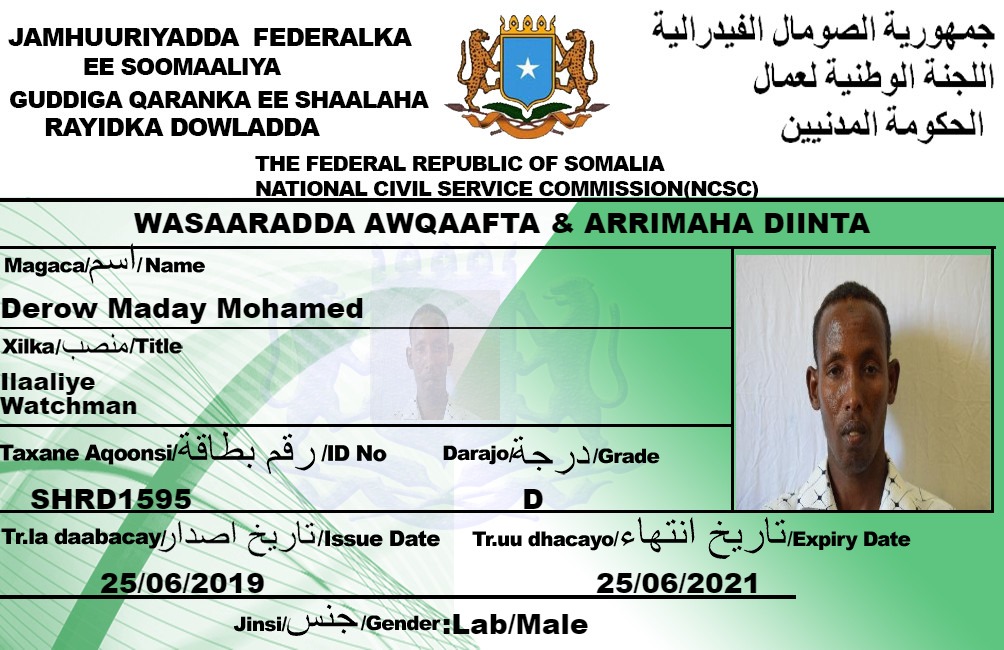 JAMHUURIYADDA FEDERALKA
EE SOOMAALIYA
GUDDIGA QARANKA EE SHAALAHA
RAYIDKA DOWLADDA
جمهورية الصومال الفيدرالية
اللجنة الوطنية لعمال
الحكومة المدنيين
THE FEDERAL REPUBLIC OF SOMALIA
NATIONAL CIVIL SERVICE COMMISSION(NCSC)
WASAARADDA AWQAAFTA & ARRIMAHA DIINTA
Magaca/اسم/Name
Derow Maday Mohamed
Xilka/منصب/Title
Ilaaliye
Watchman
Taxane Aqoonsi/رقم بطاقة/ID No
Darajo/درجة/Grade
SHRD1595
D
Tr.la daabacay/تاريخ اصدار/Issue Date
Tr.uu dhacayo/تاريخ انتهاء/Expiry Date
25/06/2019
25/06/2021
Jinsi/جنس/Gender:Lab/Male